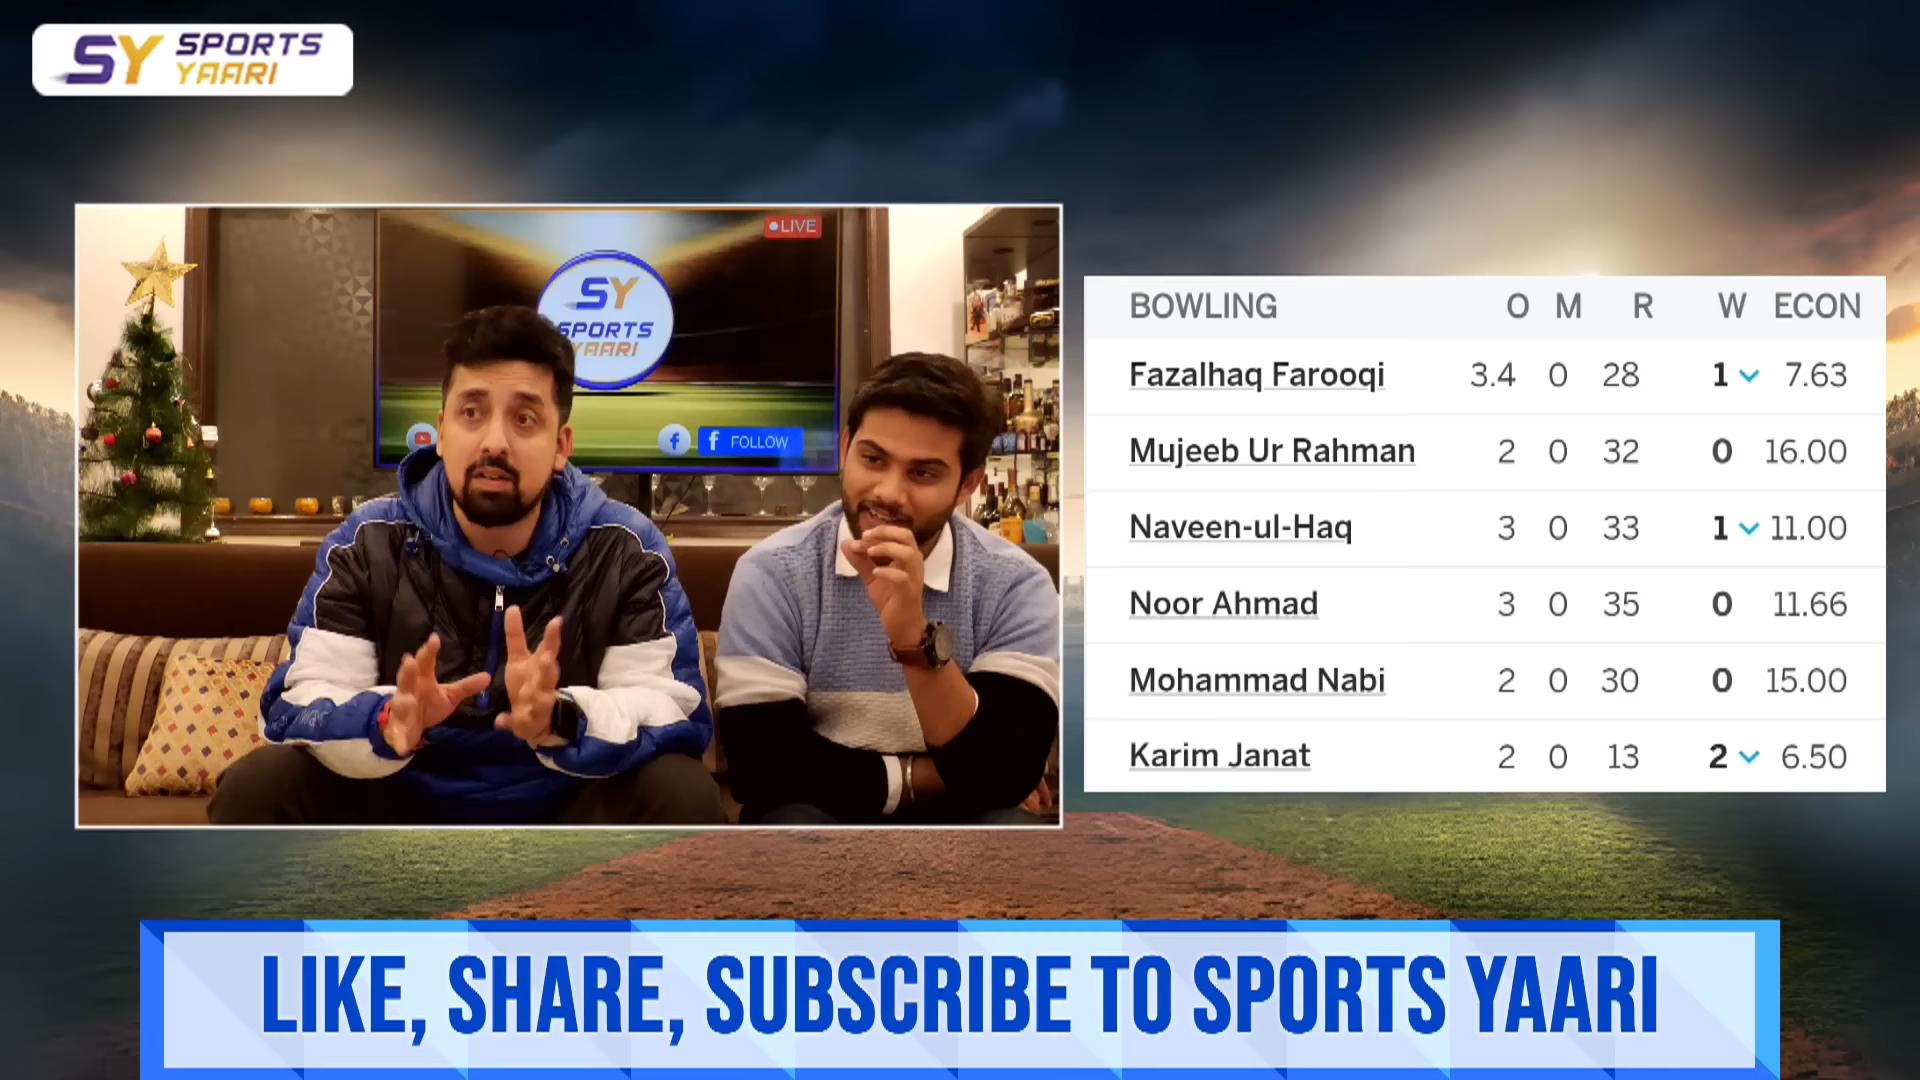 SY SPORTS
YAARI
LIVE
SY
SPORTS
YAARI
f f FOLLOW
BOWLING O M R W ECON
Fazalhaq Farooqi 3.4 0 28 1 7.63
Mujeeb Ur Rahman 2 0 32 0 16.00
Naveen-ul-Haq 3 0 33 1 11.00
Noor Ahmad 3 0 35 0 11.66
Mohammad Nabi 2 0 30 0 15.00
Karim Janat 2 0 13 2 6.50
LIKE, SHARE, SUBSCRIBE TO SPORTS YAARI